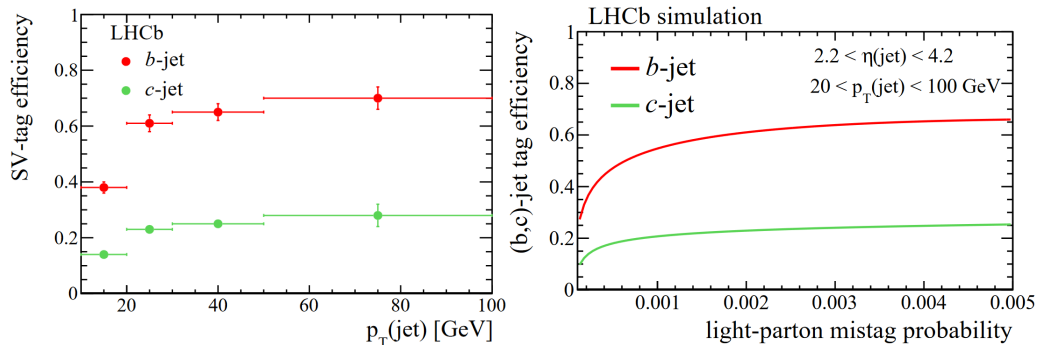 LHCb
b-jet
c-jet
SV-tag efficiency
1
0.8
0.6
0.4
0.2
0
20
40
60
80
100
p_T(jet) [GeV]
LHCb simulation
2.2 < η(jet) < 4.2
20 < p_T(jet) < 100 GeV
b-jet
c-jet
(b,c)-jet tag efficiency
1
0.8
0.6
0.4
0.2
0
0.001
0.002
0.003
0.004
0.005
light-parton mistag probability